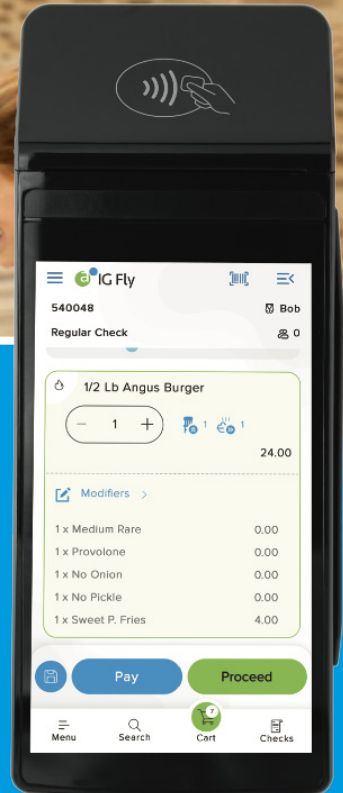 IG Fly
540048 Bob
Regular Check 0
1/2 Lb Angus Burger
- 1 + 1 1
24.00
Modifiers >
1 x Medium Rare 0.00
1 x Provolone 0.00
1 x No Onion 0.00
1 x No Pickle 0.00
1 x Sweet P. Fries 4.00
Pay Proceed
7
Menu Search Cart Checks